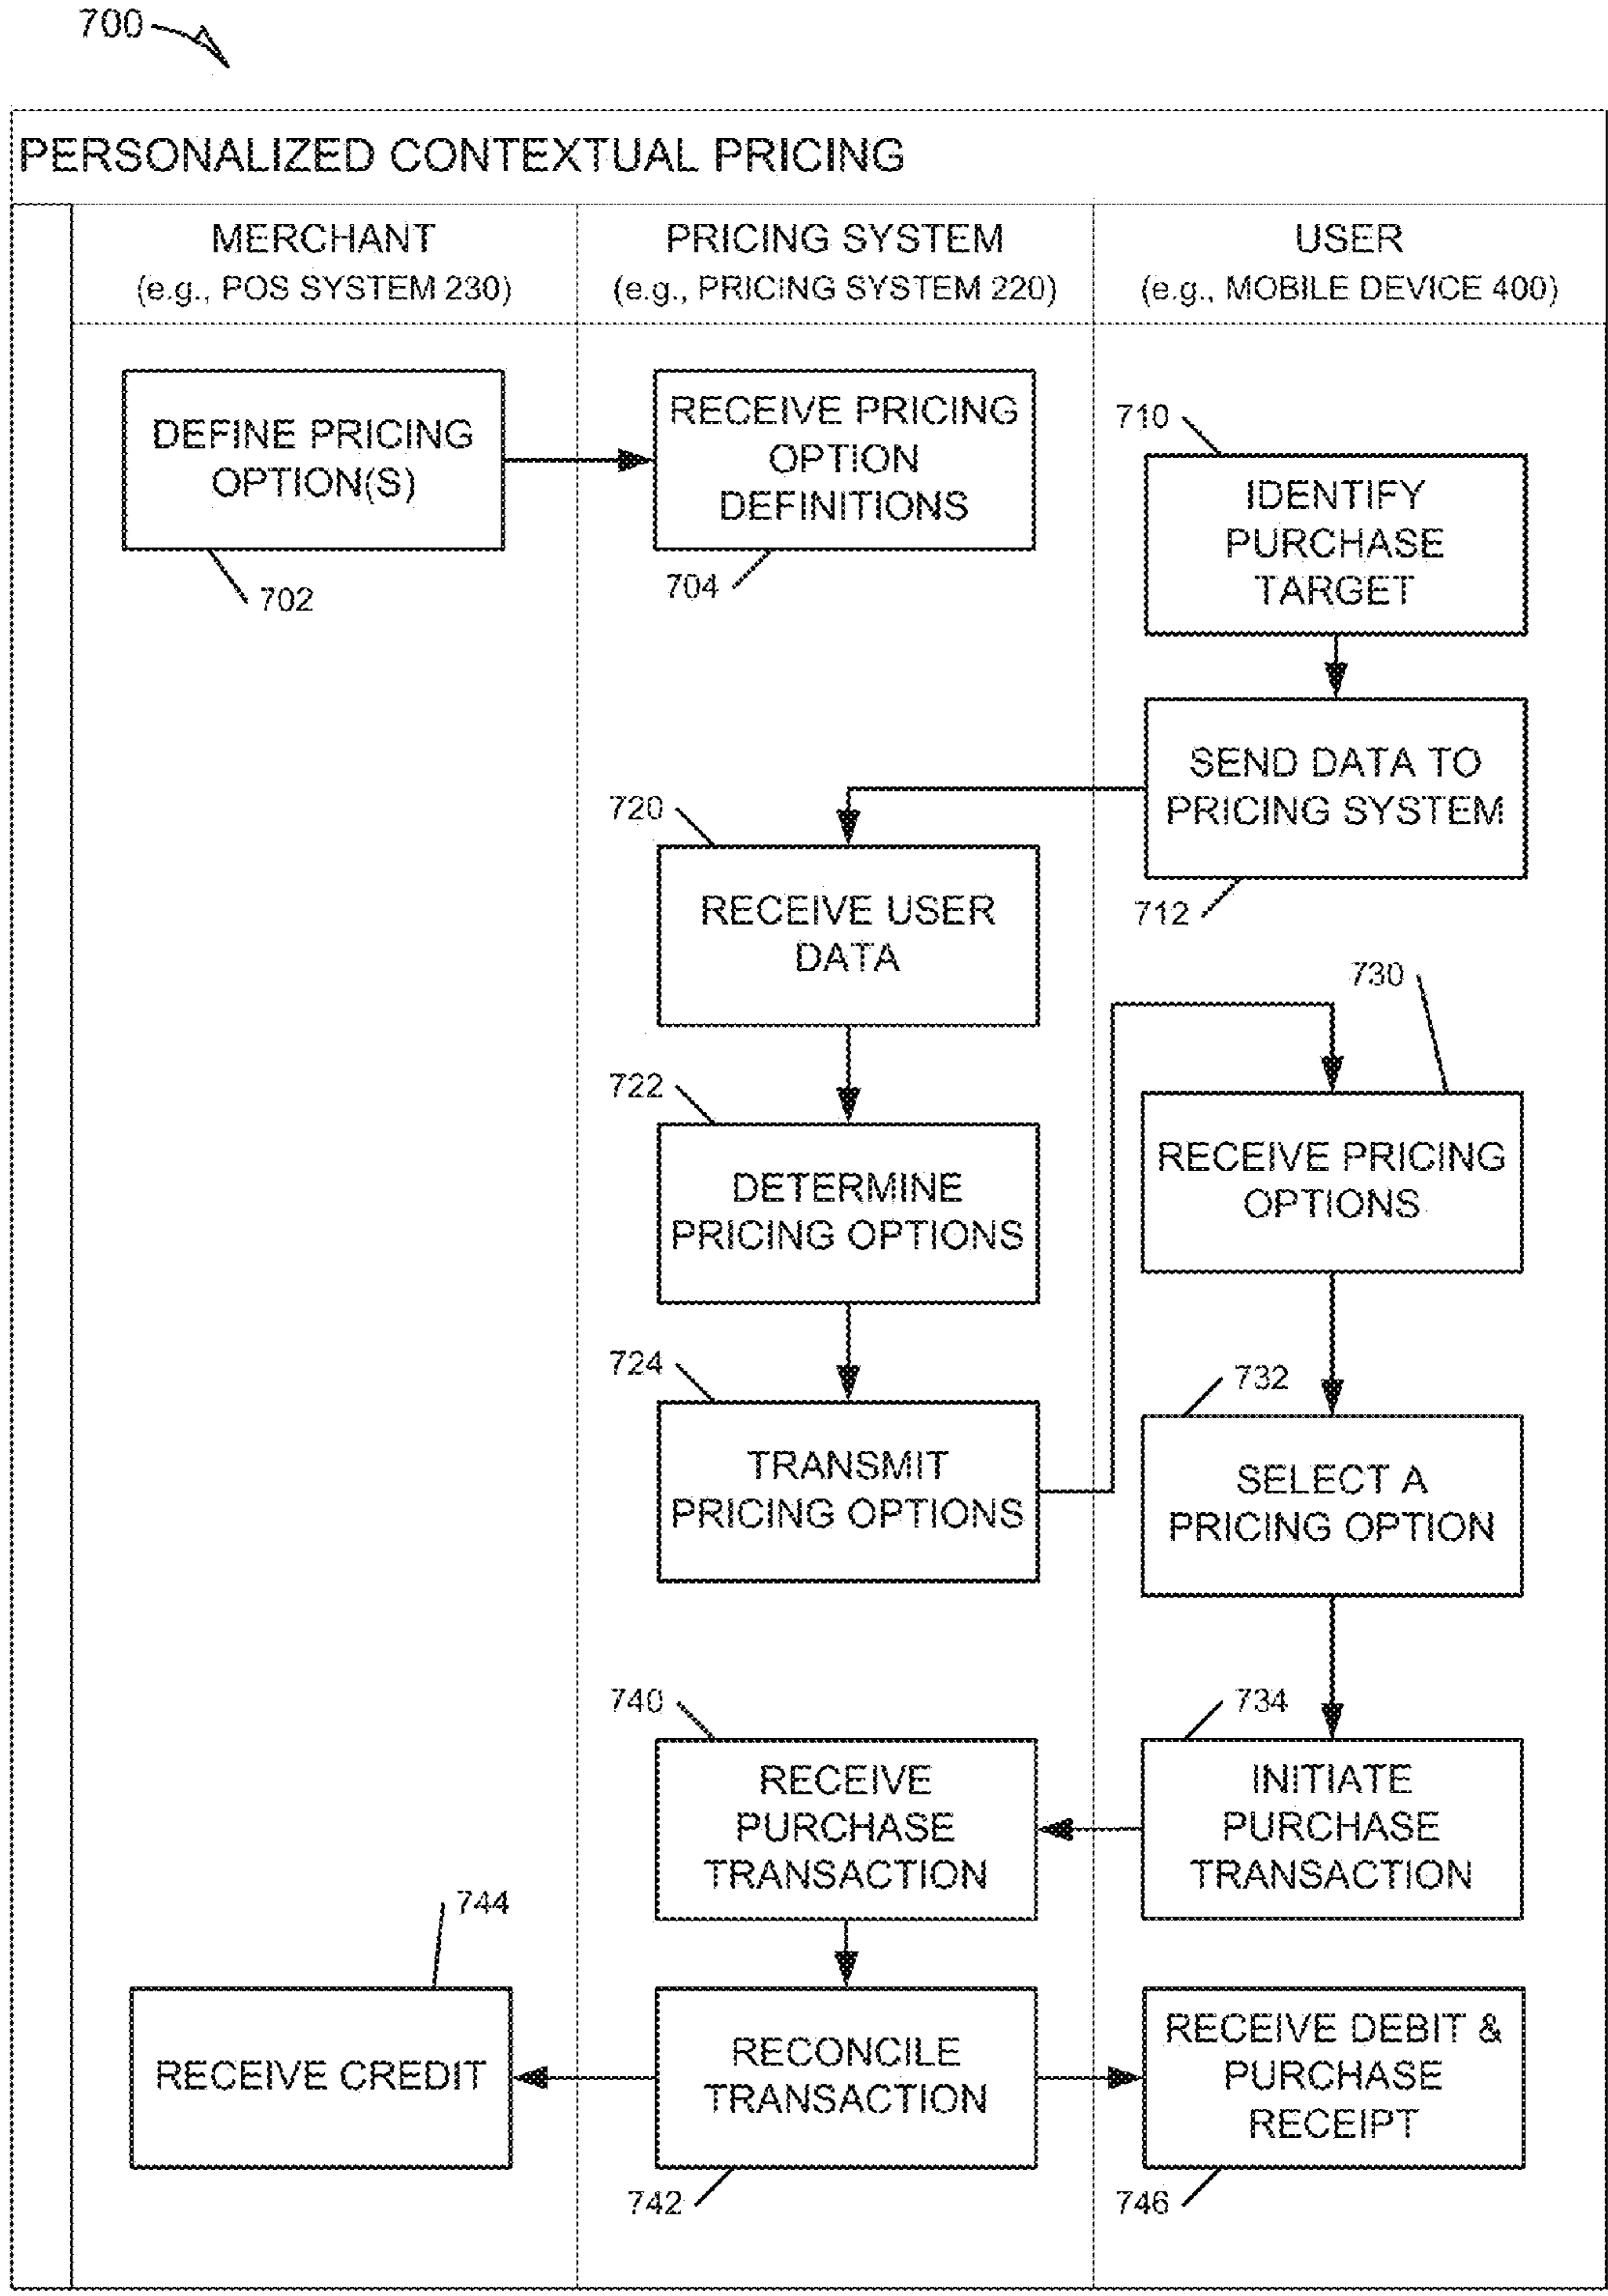 700
PERSONALIZED CONTEXTUAL PRICING
MERCHANT
(e.g., POS SYSTEM 230)
PRICING SYSTEM
(e.g., PRICING SYSTEM 220)
USER
(e.g., MOBILE DEVICE 400)
DEFINE PRICING
OPTION(S)
702
RECEIVE PRICING
OPTION
DEFINITIONS
704
710
IDENTIFY
PURCHASE
TARGET
SEND DATA TO
PRICING SYSTEM
712
720
RECEIVE USER
DATA
722
DETERMINE
PRICING OPTIONS
724
TRANSMIT
PRICING OPTIONS
730
RECEIVE PRICING
OPTIONS
732
SELECT A
PRICING OPTION
734
INITIATE
PURCHASE
TRANSACTION
740
RECEIVE
PURCHASE
TRANSACTION
RECONCILE
TRANSACTION
742
744
RECEIVE CREDIT
RECEIVE DEBIT &
PURCHASE
RECEIPT
746